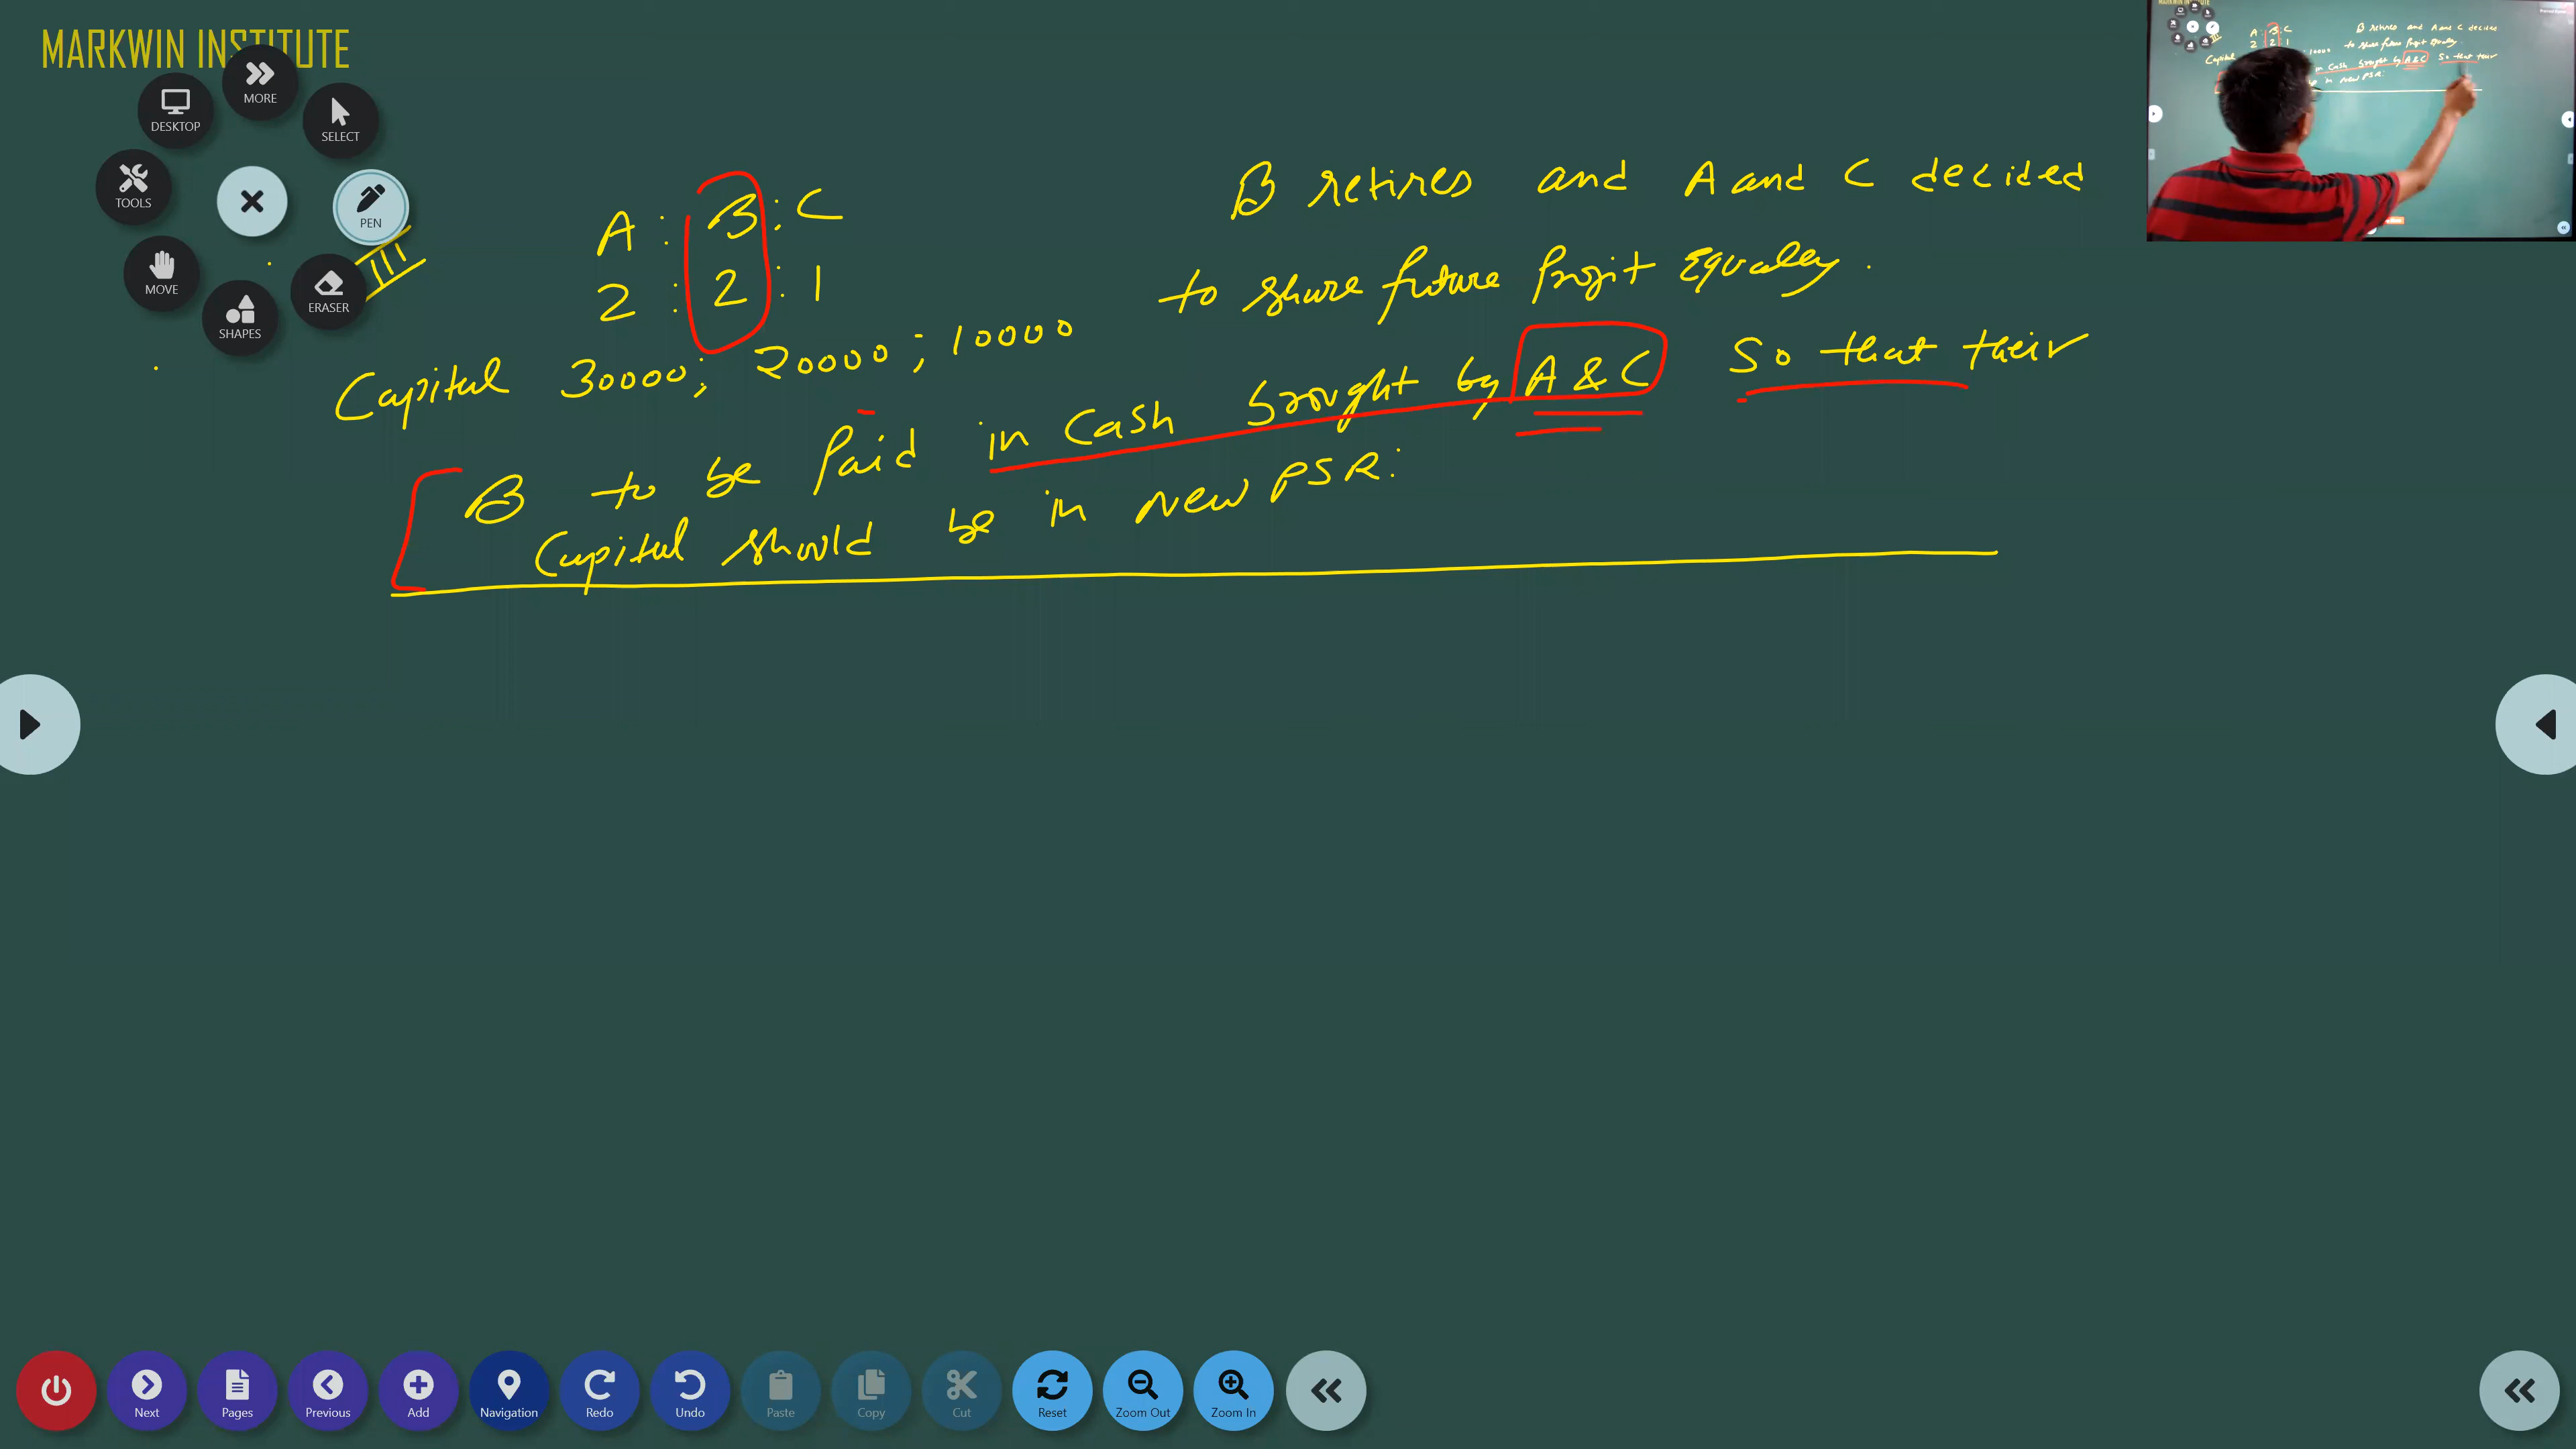 MARKWIN INSTITUTE
MORE
DESKTOP
SELECT
TOOLS
PEN
MOVE
ERASER
SHAPES
III
A : B : C
2 : 2 : 1
Capital 30000; 20000; 10000
B retires and A and C decided
to share future Profit Equally.
B to be Paid in Cash brought by A & C So that their
Capital should be in new PSR:
Next
Pages
Previous
Add
Navigation
Redo
Undo
Paste
Copy
Cut
Reset
Zoom Out
Zoom In